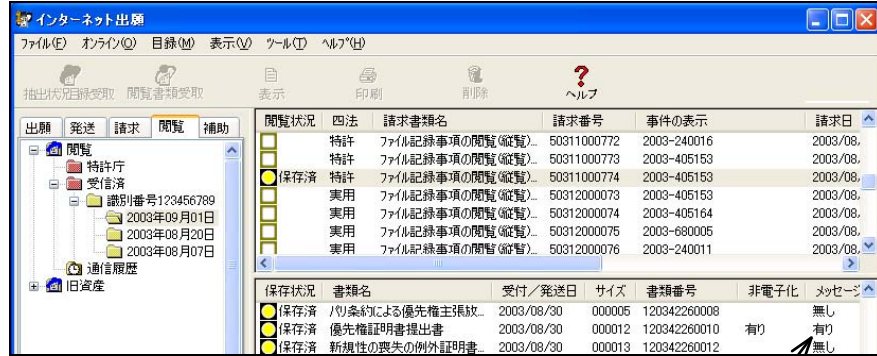 インターネット出願
ファイル(F) オンライン(O) 目録(M) 表示(V) ツール(T) ヘルプ(H)
抽出状況目録受取 閲覧書類受取 表示 印刷 削除 ヘルプ
出願 発送 請求 閲覧 補助
閲覧
特許庁
受信済
識別番号123456789
2003年09月01日
2003年08月20日
2003年08月07日
通信履歴
旧資産
閲覧状況 四法 請求書類名 請求番号 事件の表示 請求日
特許 ファイル記録事項の閲覧(縦覧)... 50311000772 2003-240016 2003/08
特許 ファイル記録事項の閲覧(縦覧)... 50311000773 2003-405153 2003/08
保存済 特許 ファイル記録事項の閲覧(縦覧)... 50311000774 2003-405153 2003/08
実用 ファイル記録事項の閲覧(縦覧)... 50312000073 2003-405153 2003/08
実用 ファイル記録事項の閲覧(縦覧)... 50312000074 2003-405164 2003/08
実用 ファイル記録事項の閲覧(縦覧)... 50312000075 2003-680005 2003/08
実用 ファイル記録事項の閲覧(縦覧)... 50312000076 2003-240011 2003/08
保存状況 書類名 受付/発送日 サイズ 書類番号 非電子化 メッセージ
保存済 パリ条約による優先権主張放... 2003/08/30 000005 120342260008 無し
保存済 優先権証明書提出書 2003/08/30 000012 120342260010 有り 有り
保存済 新規性の喪失の例外証明書... 2003/08/30 000013 120342260012 無し